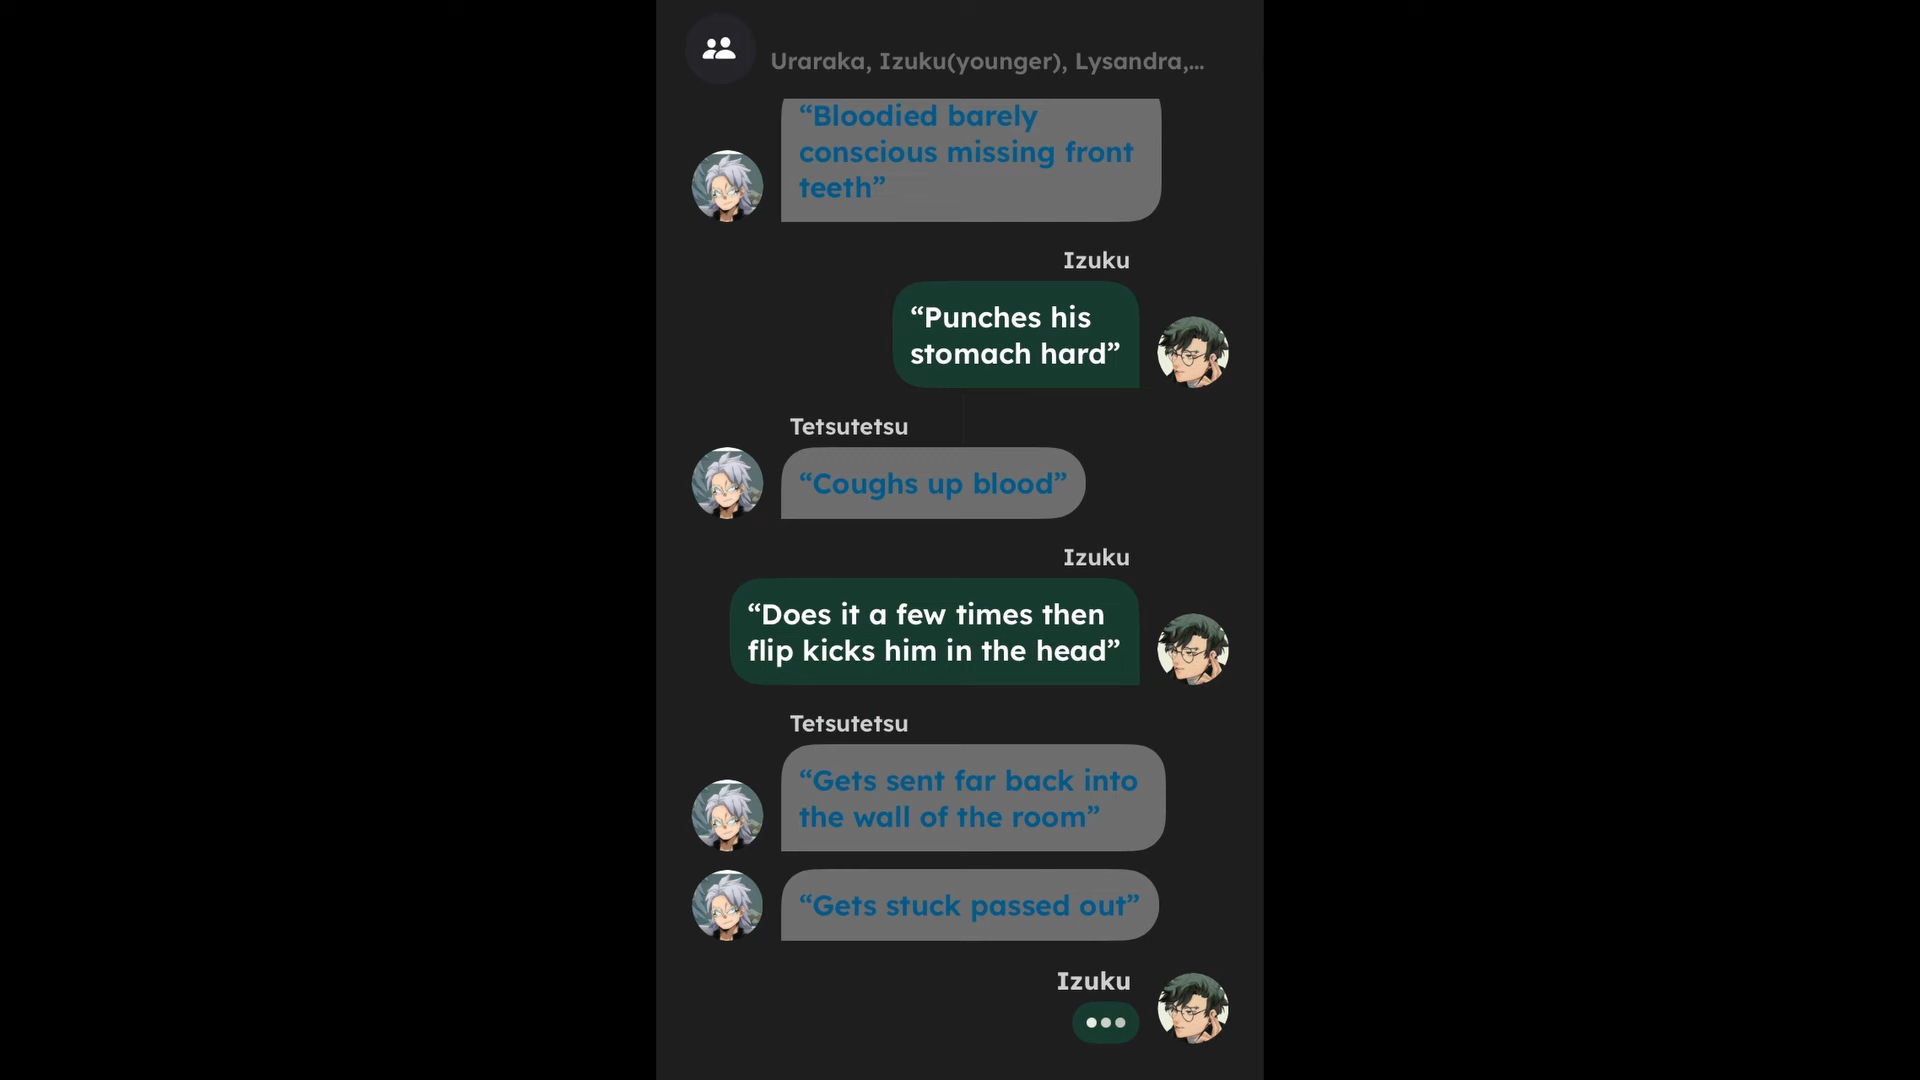 Uraraka, Izuku(younger), Lysandra,...
“Bloodied barely
conscious missing front
teeth”
Izuku
“Punches his
stomach hard”
Tetsutetsu
“Coughs up blood”
Izuku
“Does it a few times then
flip kicks him in the head”
Tetsutetsu
“Gets sent far back into
the wall of the room”
“Gets stuck passed out”
Izuku